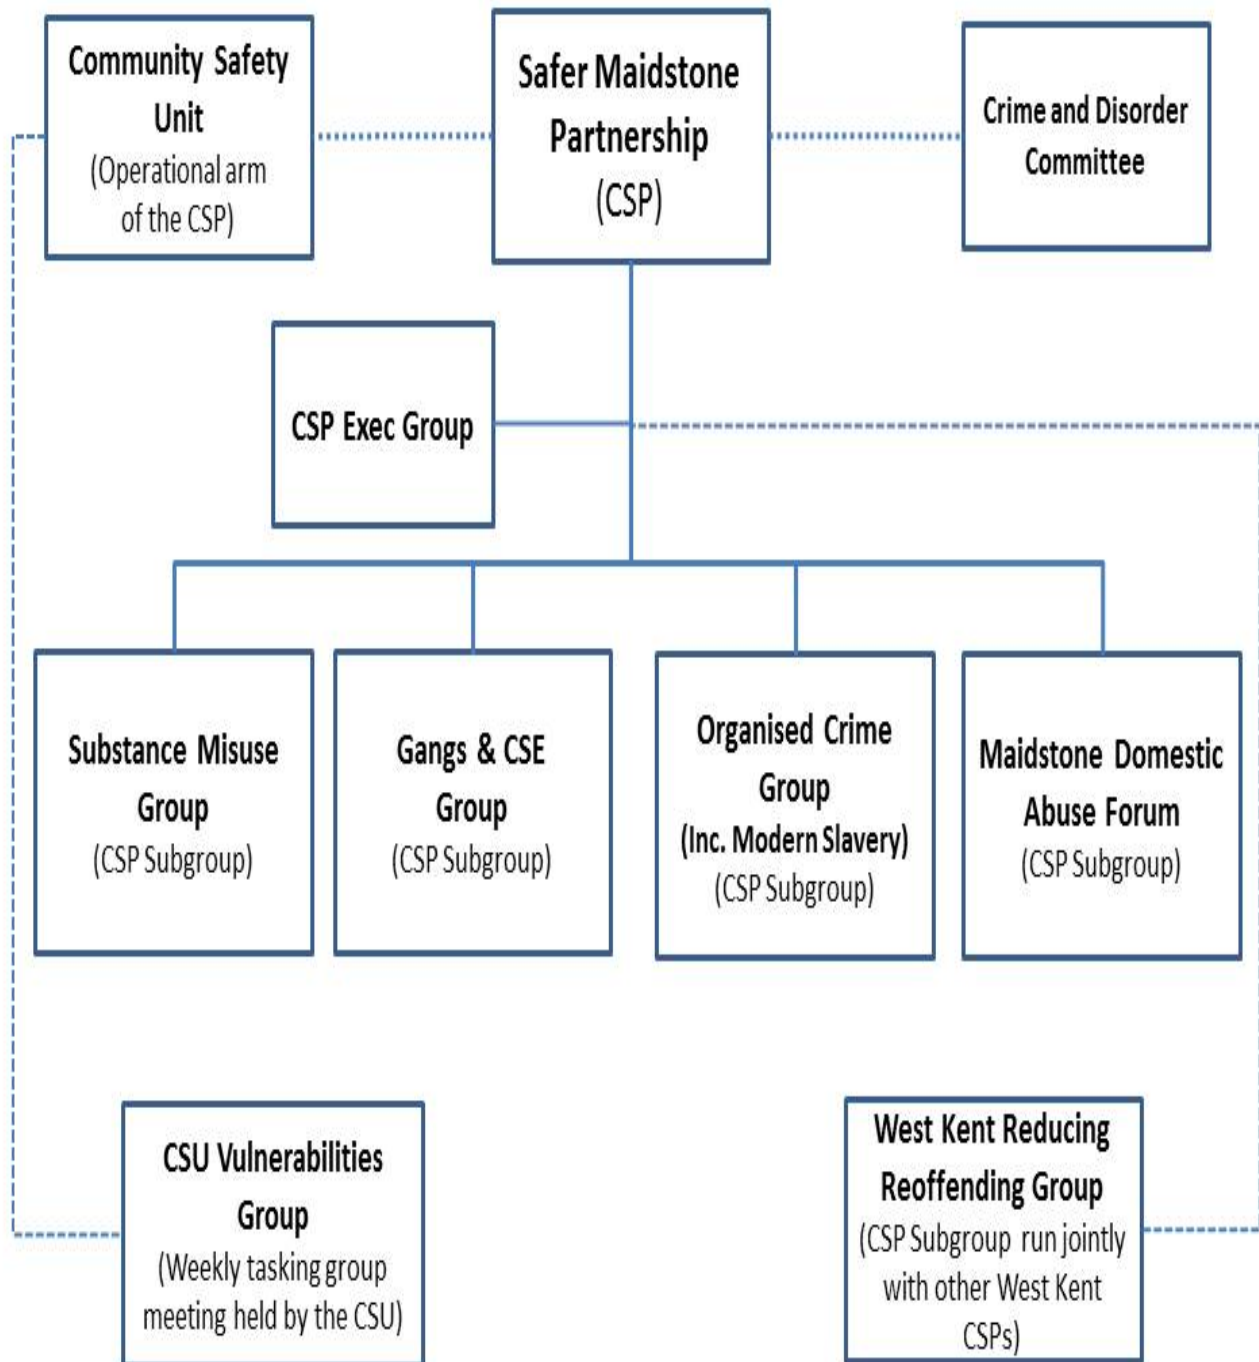 Community Safety
Unit
(Operational arm
of the CSP)
Safer Maidstone
Partnership
(CSP)
Crime and Disorder
Committee
CSP Exec Group
Substance Misuse
Group
(CSP Subgroup)
Gangs & CSE
Group
(CSP Subgroup)
Organised Crime
Group
(Inc. Modern Slavery)
(CSP Subgroup)
Maidstone Domestic
Abuse Forum
(CSP Subgroup)
CSU Vulnerabilities
Group
(Weekly tasking group
meeting held by the CSU)
West Kent Reducing
Reoffending Group
(CSP Subgroup run jointly
with other West Kent
CSPs)